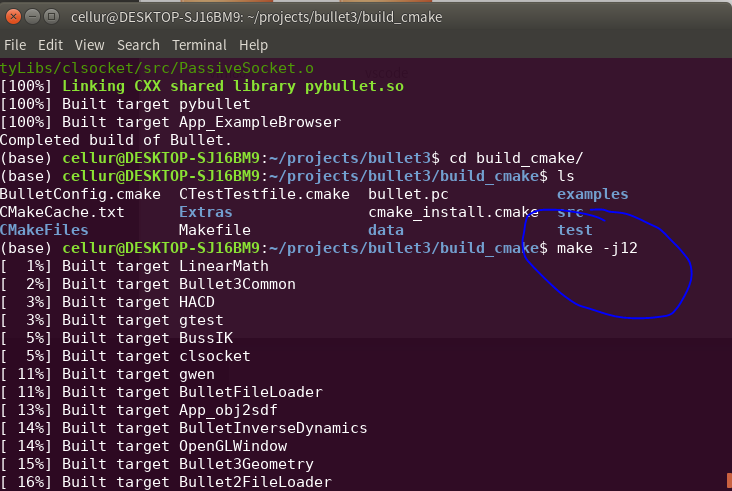 cellur@DESKTOP-SJ16BM9: ~/projects/bullet3/build_cmake
File Edit View Search Terminal Help
tyLibs/clsocket/src/PassiveSocket.o
[100%] Linking CXX shared library pybullet.so
[100%] Built target pybullet
[100%] Built target App_ExampleBrowser
Completed build of Bullet.
(base) cellur@DESKTOP-SJ16BM9:~/projects/bullet3$ cd build_cmake/
(base) cellur@DESKTOP-SJ16BM9:~/projects/bullet3/build_cmake$ ls
BulletConfig.cmake CTestTestfile.cmake bullet.pc examples
CMakeCache.txt Extras cmake_install.cmake src
CMakeFiles Makefile data test
(base) cellur@DESKTOP-SJ16BM9:~/projects/bullet3/build_cmake$ make -j12
[ 1%] Built target LinearMath
[ 2%] Built target Bullet3Common
[ 3%] Built target HACD
[ 3%] Built target gtest
[ 5%] Built target BussIK
[ 5%] Built target clsocket
[ 11%] Built target gwen
[ 11%] Built target BulletFileLoader
[ 13%] Built target App_obj2sdf
[ 14%] Built target BulletInverseDynamics
[ 14%] Built target OpenGLWindow
[ 15%] Built target Bullet3Geometry
[ 16%] Built target Bullet2FileLoader